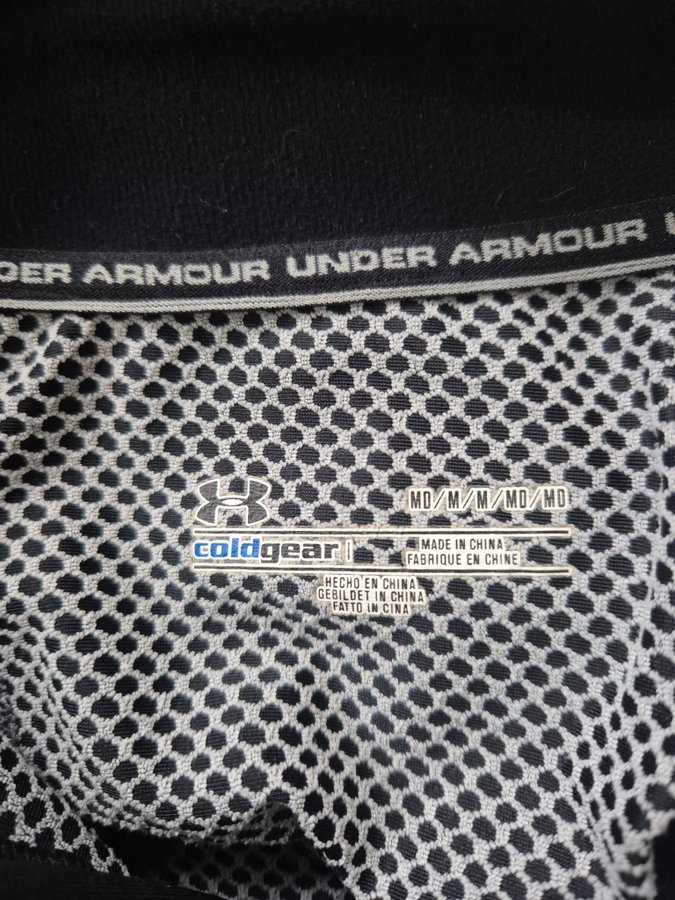 DER ARMOUR UNDER ARMOUR U
MD/M/M/MD/MD
coldgear
MADE IN CHINA
FABRIQUE EN CHINE
HECHO EN CHINA
GEBILDET IN CHINA
FATTO IN CINA